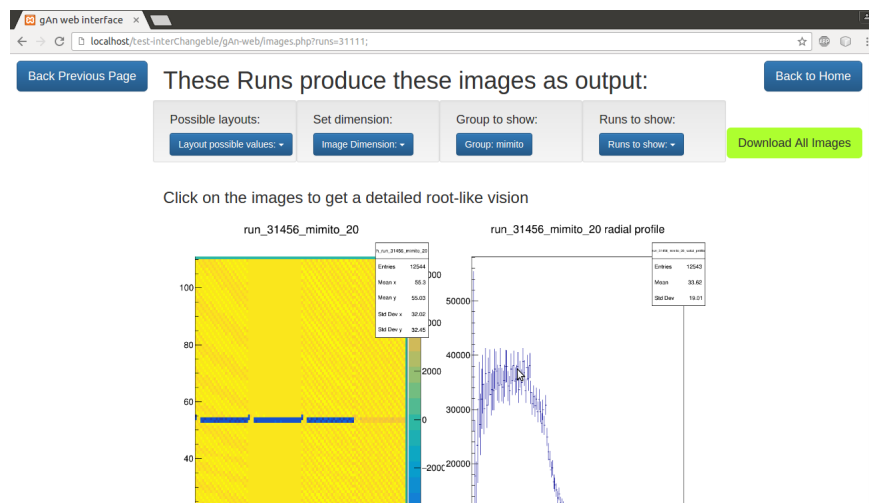 gAn web interface
localhost/test-interChangeble/gAn-web/images.php?runs=31111;
Back Previous Page
These Runs produce these images as output:
Back to Home
Possible layouts:
Set dimension:
Group to show:
Runs to show:
Layout possible values:
Image Dimension:
Group: mimito
Runs to show:
Download All Images
Click on the images to get a detailed root-like vision
run_31456_mimito_20
h_run_31456_mimito_20
Entries 12544
Mean x 55.3
Mean y 55.03
Std Dev x 32.02
Std Dev y 32.45
100
80
60
40
000
000
2000
0
−2000
run_31456_mimito_20 radial profile
Entries 12543
Mean 33.62
Std Dev 19.01
50000
40000
30000
20000